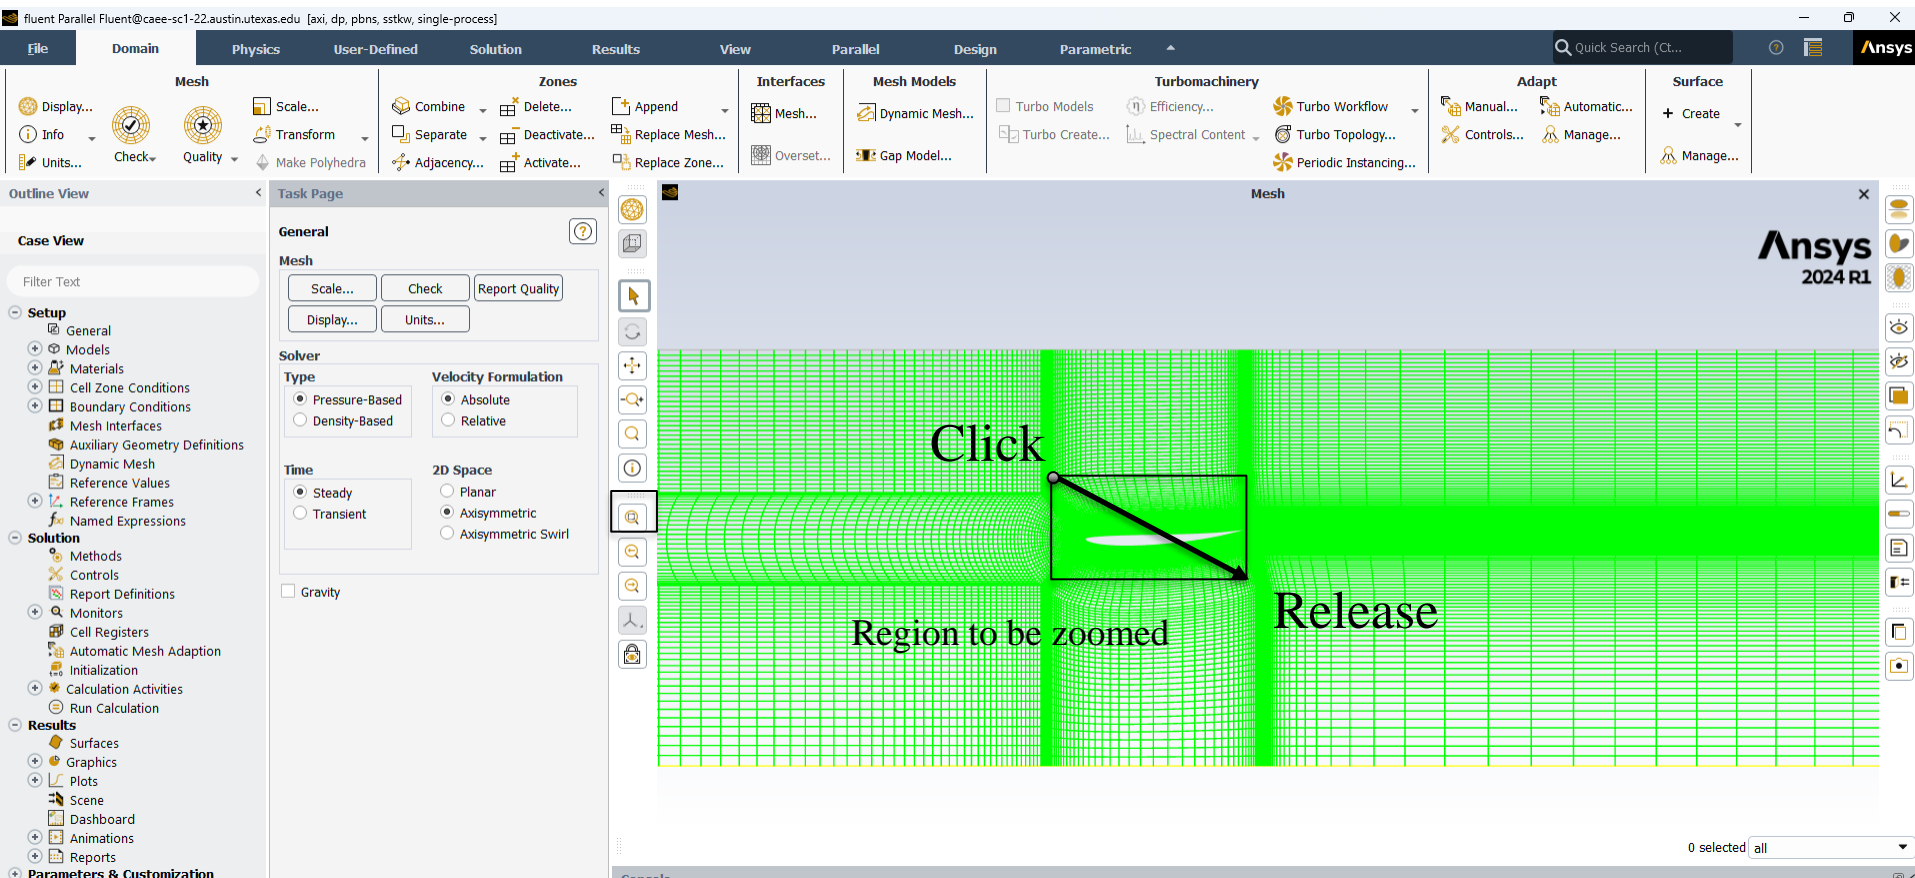 fluent Parallel Fluent@caee-sc1-22.austin.utexas.edu [axi, dp, pbns, sstkw, single-process]
File Domain Physics User-Defined Solution Results View Parallel Design Parametric Quick Search (Ct... Ansys
Mesh Zones Interfaces Mesh Models Turbomachinery Adapt Surface
Display... Scale... Combine Delete... Append Mesh... Dynamic Mesh... Turbo Models Efficiency... Turbo Workflow Manual... Automatic... Create
Info Transform Separate Deactivate... Replace Mesh... Turbo Create... Spectral Content Turbo Topology... Controls... Manage...
Check Quality Overset... Gap Model... Manage...
Units... Make Polyhedra Adjacency... Activate... Replace Zone... Periodic Instancing...
Outline View
Case View
Filter Text
Setup
General
Models
Materials
Cell Zone Conditions
Boundary Conditions
Mesh Interfaces
Auxiliary Geometry Definitions
Dynamic Mesh
Reference Values
Reference Frames
Named Expressions
Solution
Methods
Controls
Report Definitions
Monitors
Cell Registers
Automatic Mesh Adaption
Initialization
Calculation Activities
Run Calculation
Results
Surfaces
Graphics
Plots
Scene
Dashboard
Animations
Reports
Parameters & Customization
Task Page
General
Mesh
Scale... Check Report Quality
Display... Units...
Solver
Type Velocity Formulation
Pressure-Based Absolute
Density-Based Relative
Time 2D Space
Steady Planar
Transient Axisymmetric
Axisymmetric Swirl
Gravity
Mesh
Ansys
2024 R1
Click
Release
Region to be zoomed
0 selected all
Console